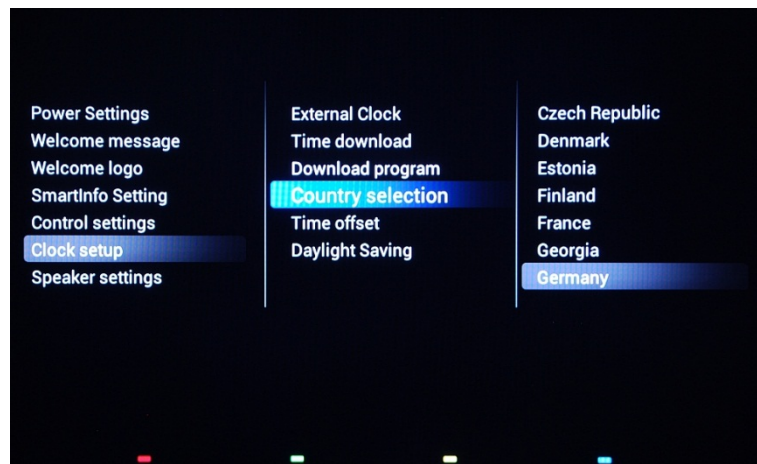 Power Settings
Welcome message
Welcome logo
SmartInfo Setting
Control settings
Clock setup
Speaker settings
External Clock
Time download
Download program
Country selection
Time offset
Daylight Saving
Czech Republic
Denmark
Estonia
Finland
France
Georgia
Germany